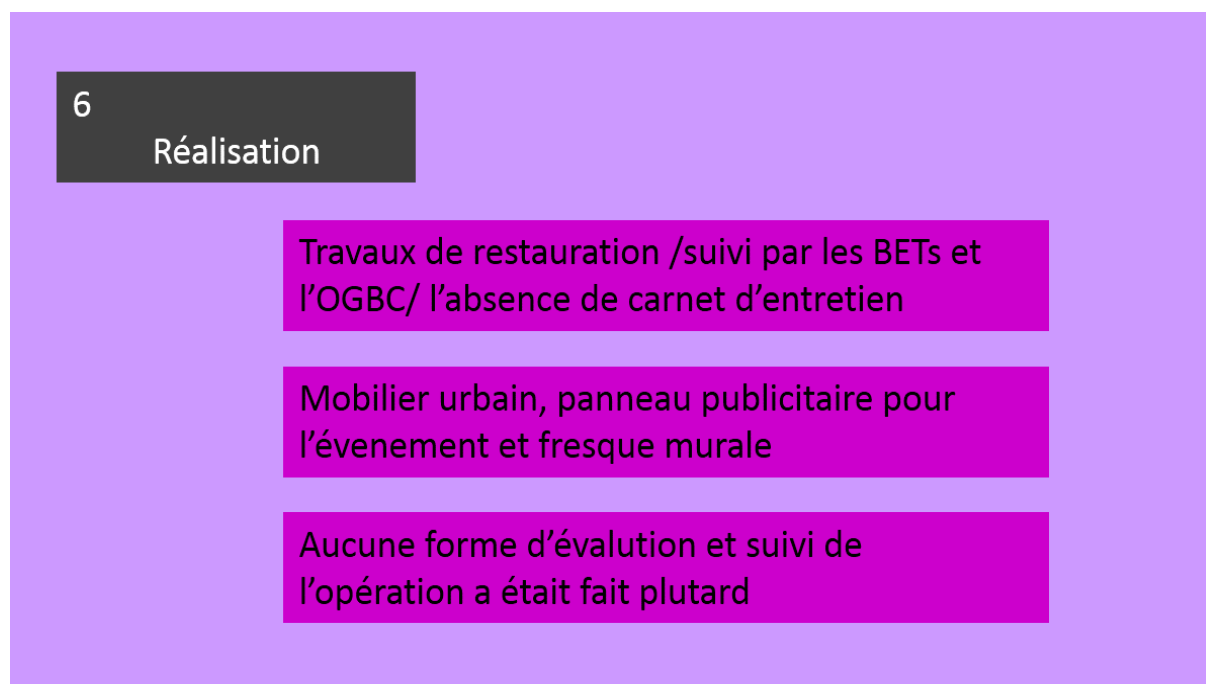 6
Réalisation
Travaux de restauration /suivi par les BETs et
l’OGBC/ l’absence de carnet d’entretien
Mobilier urbain, panneau publicitaire pour
l’évenement et fresque murale
Aucune forme d’évalution et suivi de
l’opération a était fait plutard